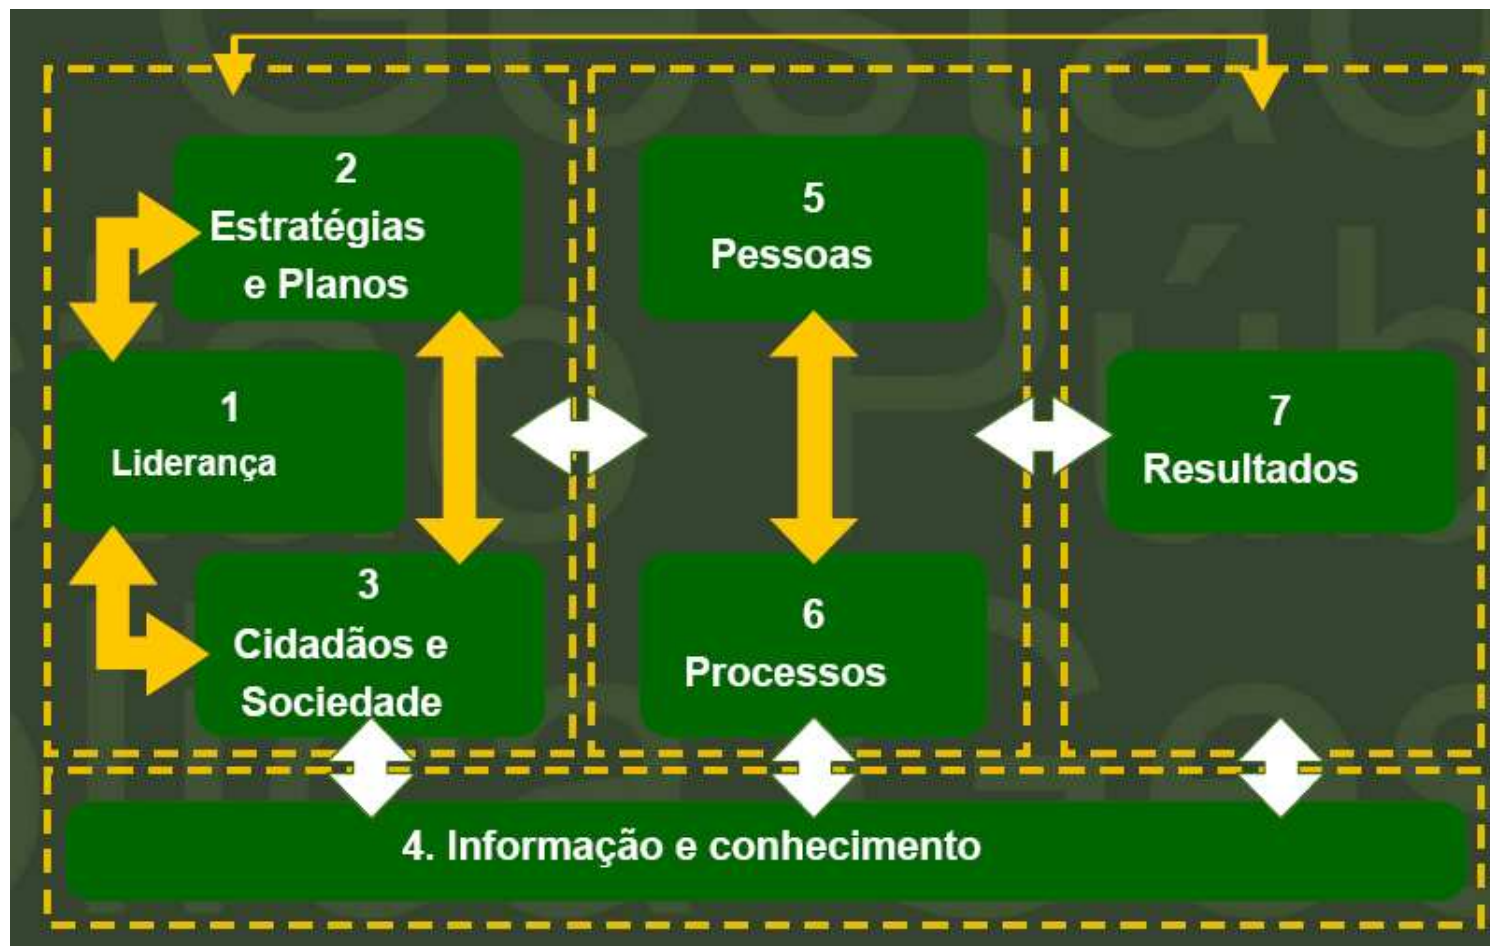 2
Estratégias
e Planos
1
Liderança
3
Cidadãos e
Sociedade
5
Pessoas
6
Processos
7
Resultados
4. Informação e conhecimento